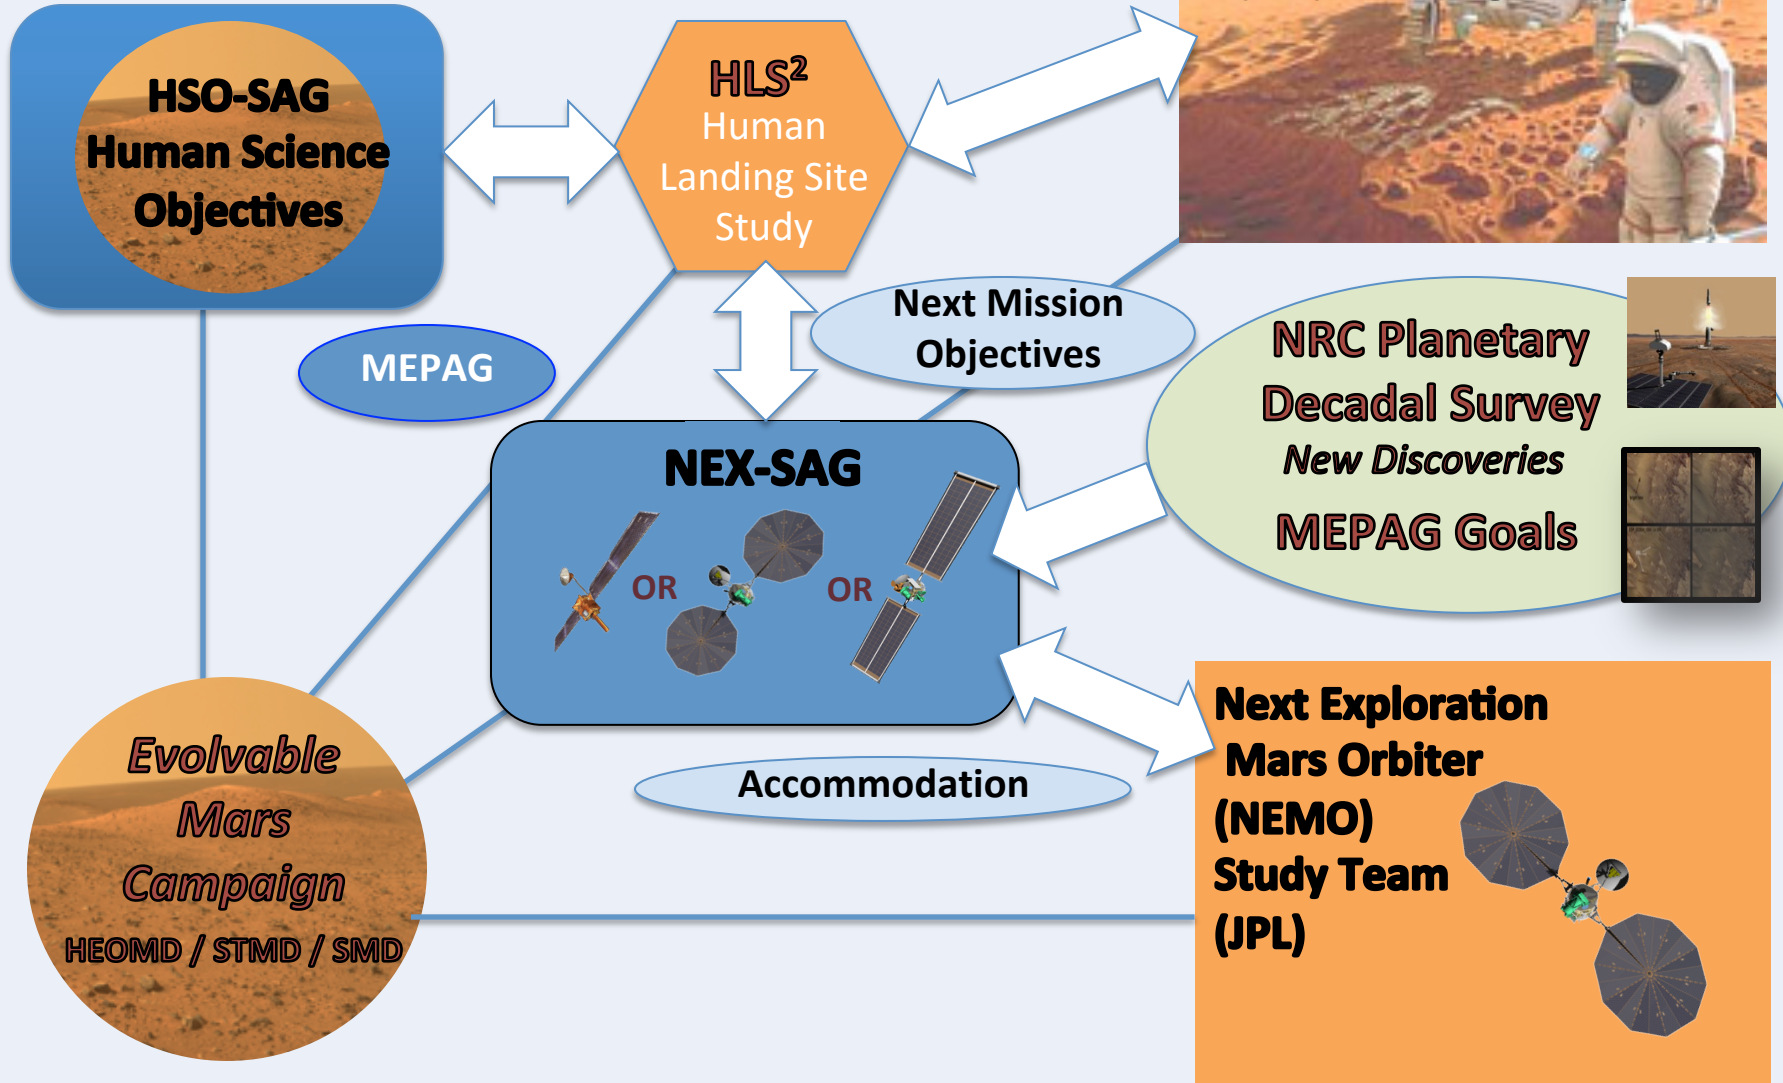 HSO-SAG
Human Science
Objectives
HLS²
Human
Landing Site
Study
MEPAG
Next Mission
Objectives
NRC Planetary
Decadal Survey
New Discoveries
MEPAG Goals
NEX-SAG
OR
OR
Evolvable
Mars
Campaign
HEOMD / STMD / SMD
Accommodation
Next Exploration
Mars Orbiter
(NEMO)
Study Team
(JPL)